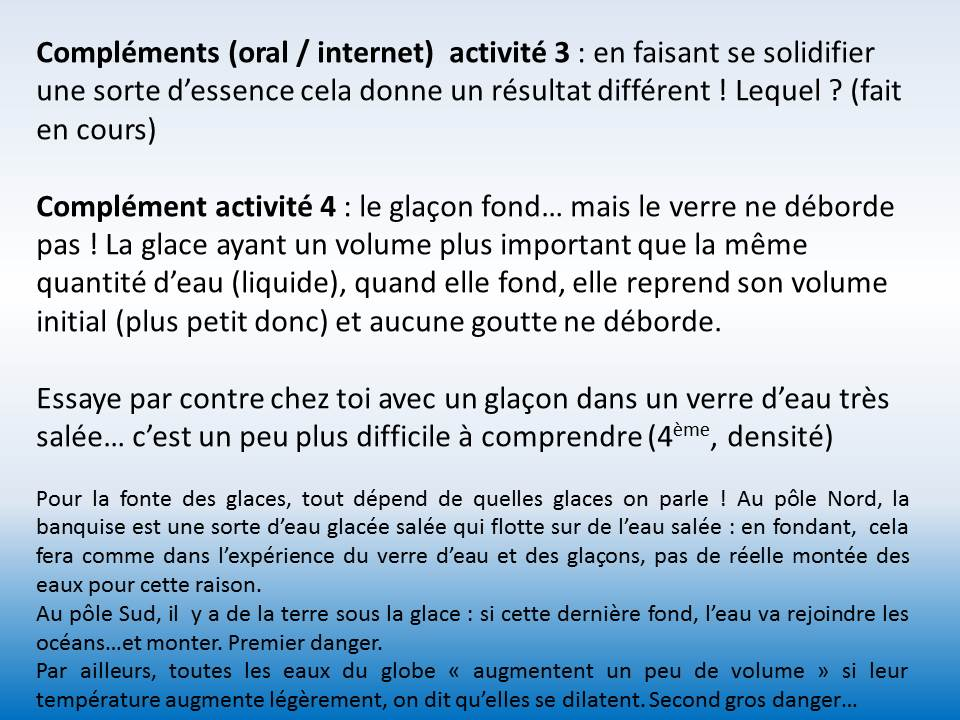 Compléments (oral / internet)  activité 3 : en faisant se solidifier
une sorte d’essence cela donne un résultat différent ! Lequel ? (fait
en cours)
Complément activité 4 : le glaçon fond… mais le verre ne déborde
pas ! La glace ayant un volume plus important que la même
quantité d’eau (liquide), quand elle fond, elle reprend son volume
initial (plus petit donc) et aucune goutte ne déborde.
Essaye par contre chez toi avec un glaçon dans un verre d’eau très
salée… c’est un peu plus difficile à comprendre (4ème, densité)
Pour la fonte des glaces, tout dépend de quelles glaces on parle ! Au pôle Nord, la
banquise est une sorte d’eau glacée salée qui flotte sur de l’eau salée : en fondant,  cela
fera comme dans l’expérience du verre d’eau et des glaçons, pas de réelle montée des
eaux pour cette raison.
Au pôle Sud, il  y a de la terre sous la glace : si cette dernière fond, l’eau va rejoindre les
océans…et monter. Premier danger.
Par ailleurs, toutes les eaux du globe « augmentent un peu de volume » si leur
température augmente légèrement, on dit qu’elles se dilatent. Second gros danger…